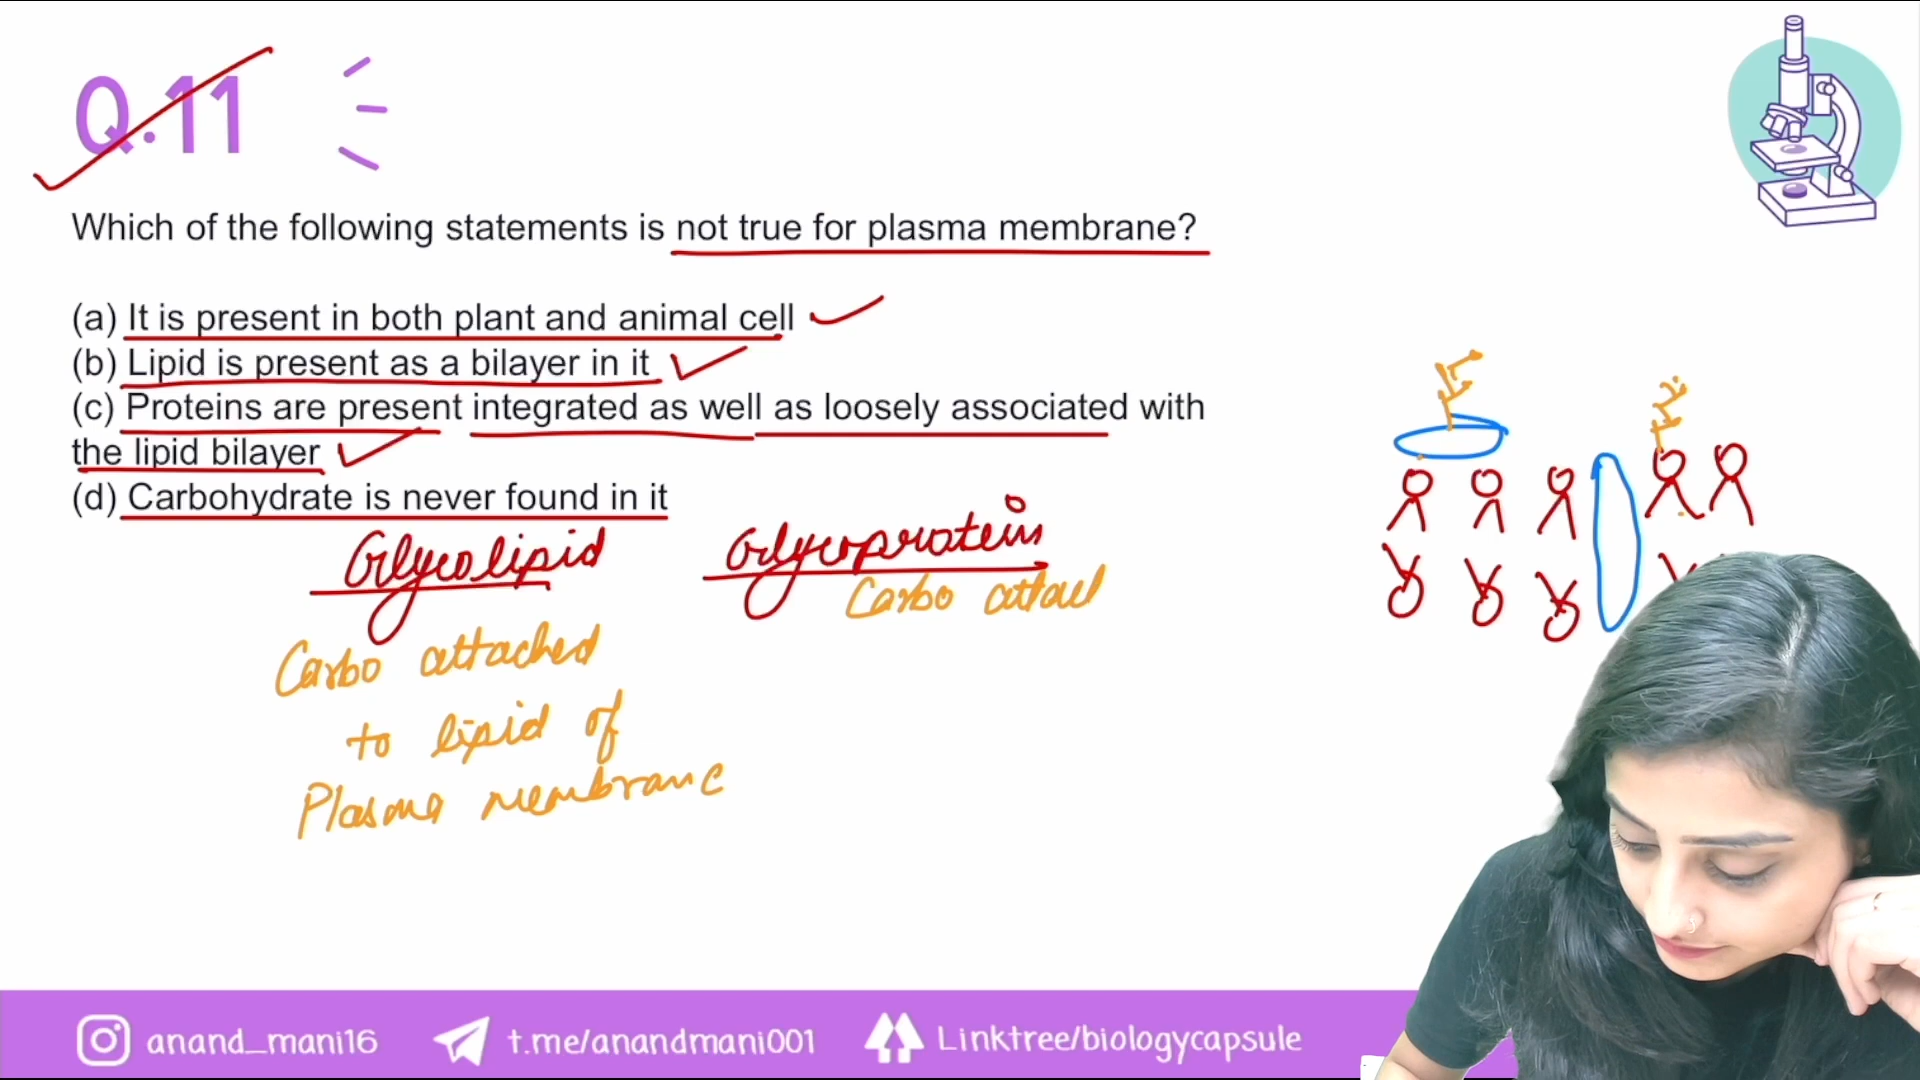 Q.11
Which of the following statements is not true for plasma membrane?
(a) It is present in both plant and animal cell
(b) Lipid is present as a bilayer in it
(c) Proteins are present integrated as well as loosely associated with
the lipid bilayer
(d) Carbohydrate is never found in it
Glycolipid Glycoprotein
Carbo attached
Carbo attached
to lipid of
Plasma membrane
anand_mani16 t.me/anandmani001 Linktree/biologycapsule